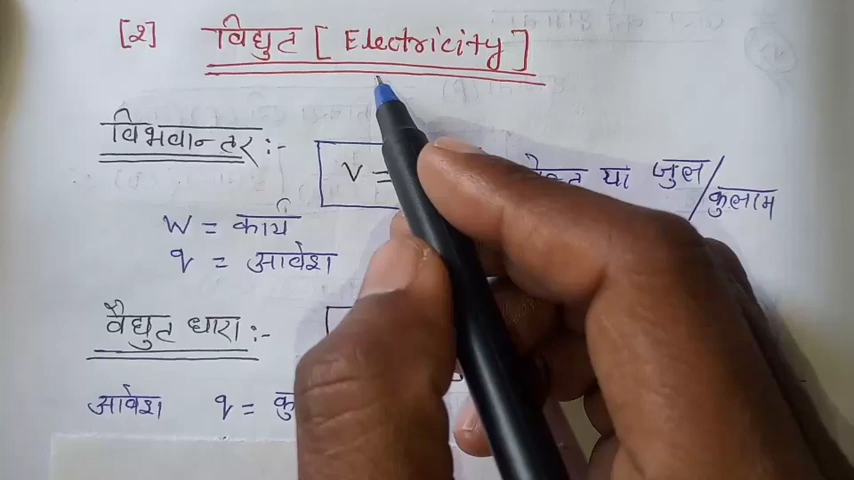 [2] विद्युत [ Electricity ]
विभवान्तर :- V = या जुल/कुलाम
W = कार्य
q = आवेश
वैद्युत धारा :-
आवेश q =